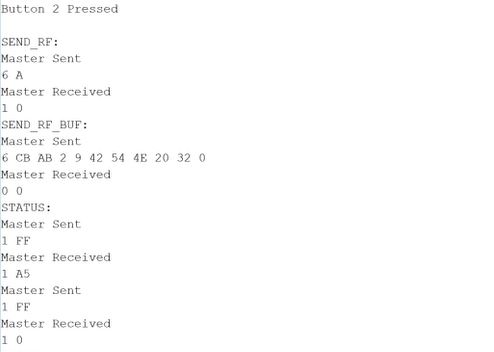 Button 2 Pressed
SEND_RF:
Master Sent
6 A
Master Received
1 0
SEND_RF_BUF:
Master Sent
6 CB AB 2 9 42 54 4E 20 32 0
Master Received
0 0
STATUS:
Master Sent
1 FF
Master Received
1 A5
Master Sent
1 FF
Master Received
1 0